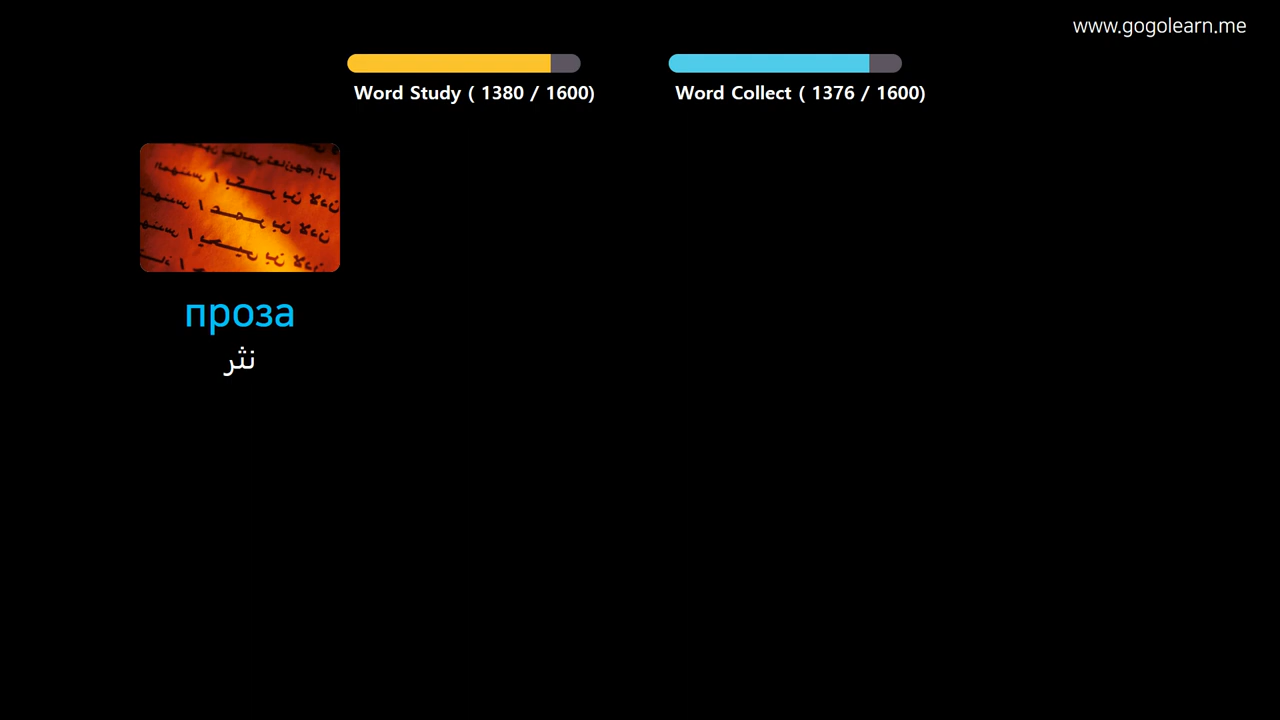 www.gogolearn.me
Word Study ( 1380 / 1600)
Word Collect ( 1376 / 1600)
проза
نثر